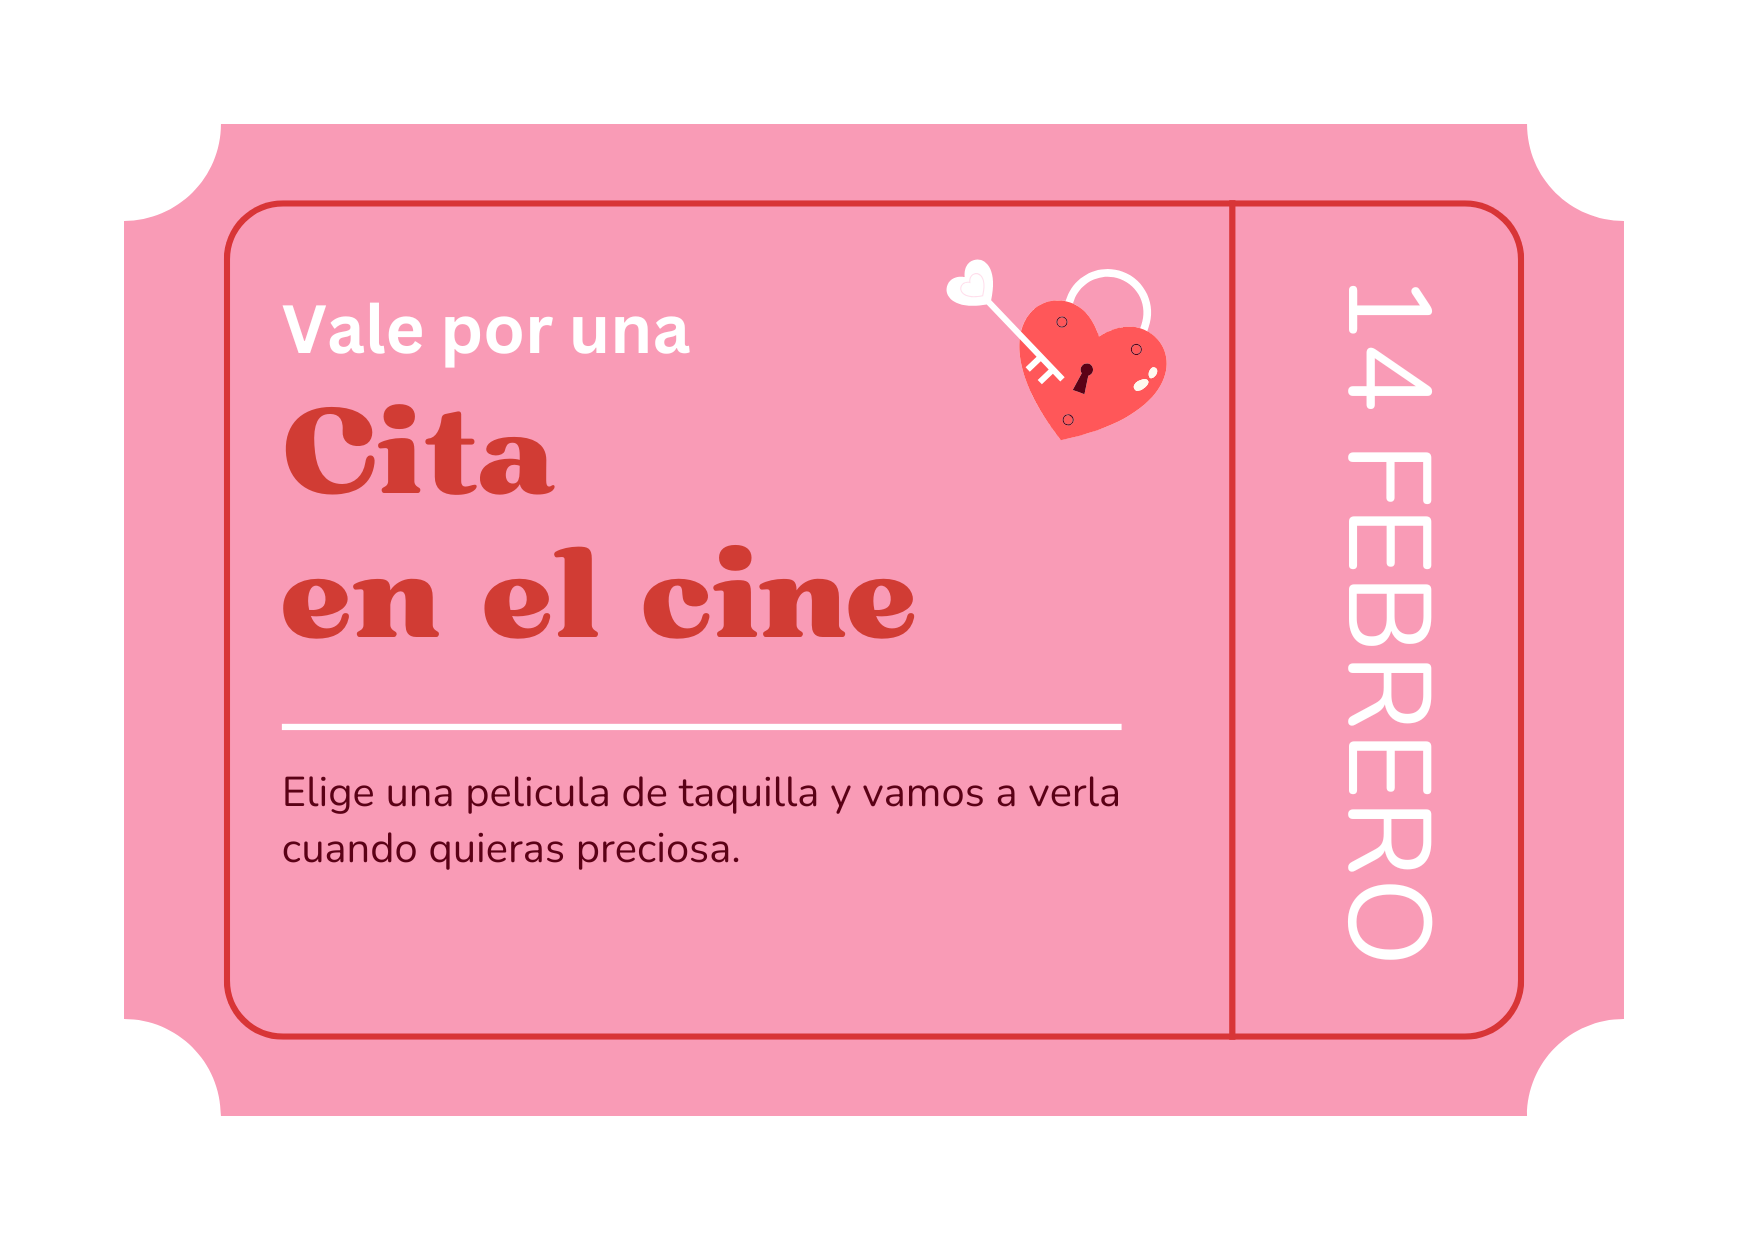 Vale por una
Cita
en el cine
Elige una pelicula de taquilla y vamos a verla
cuando quieras preciosa.
14 FEBRERO